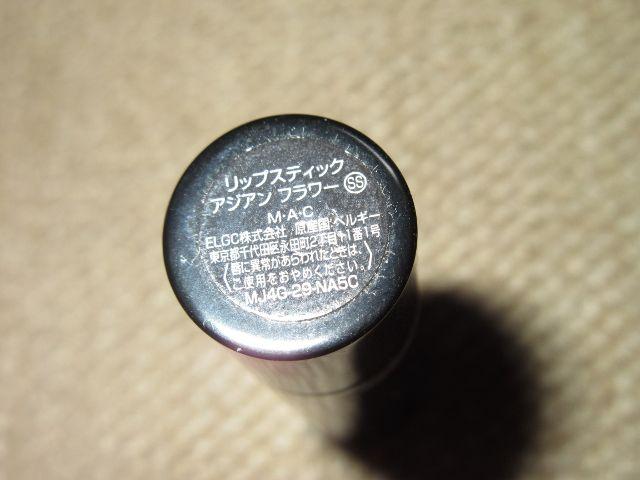 リップスティック
アジアン フラワー SS
M・A・C
ELGC株式会社 原産国・ベルギー
東京都千代田区永田町2丁目11番1号
唇に異常があらわれたときは、
ご使用をおやめください。
MJ4G-29-NA5C